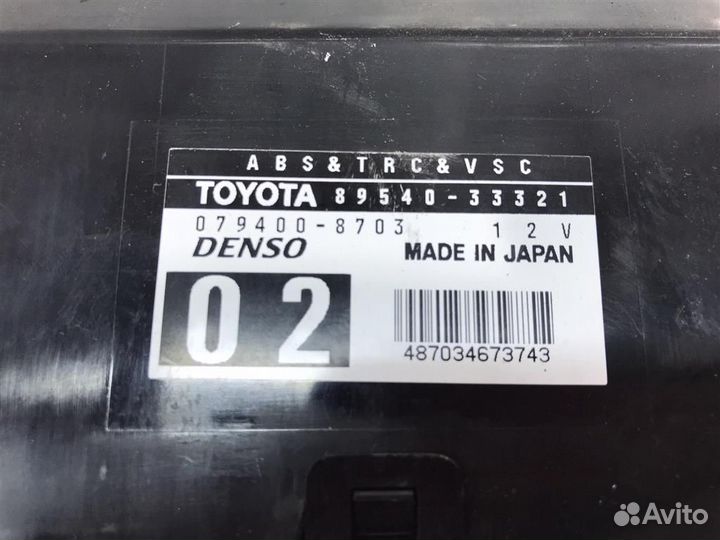 ABS&TRC&VSC
TOYOTA 89540-33321
079400-8703 12V
DENSO MADE IN JAPAN
02
487034673743
Avito